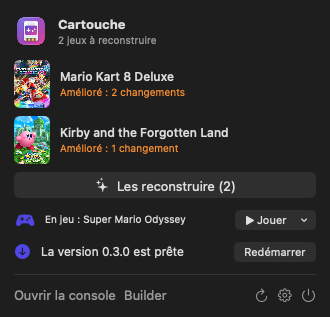 Cartouche
2 jeux à reconstruire
Mario Kart 8 Deluxe
Amélioré : 2 changements
Kirby and the Forgotten Land
Amélioré : 1 changement
Les reconstruire (2)
En jeu : Super Mario Odyssey
Jouer
La version 0.3.0 est prête
Redémarrer
Ouvrir la console Builder